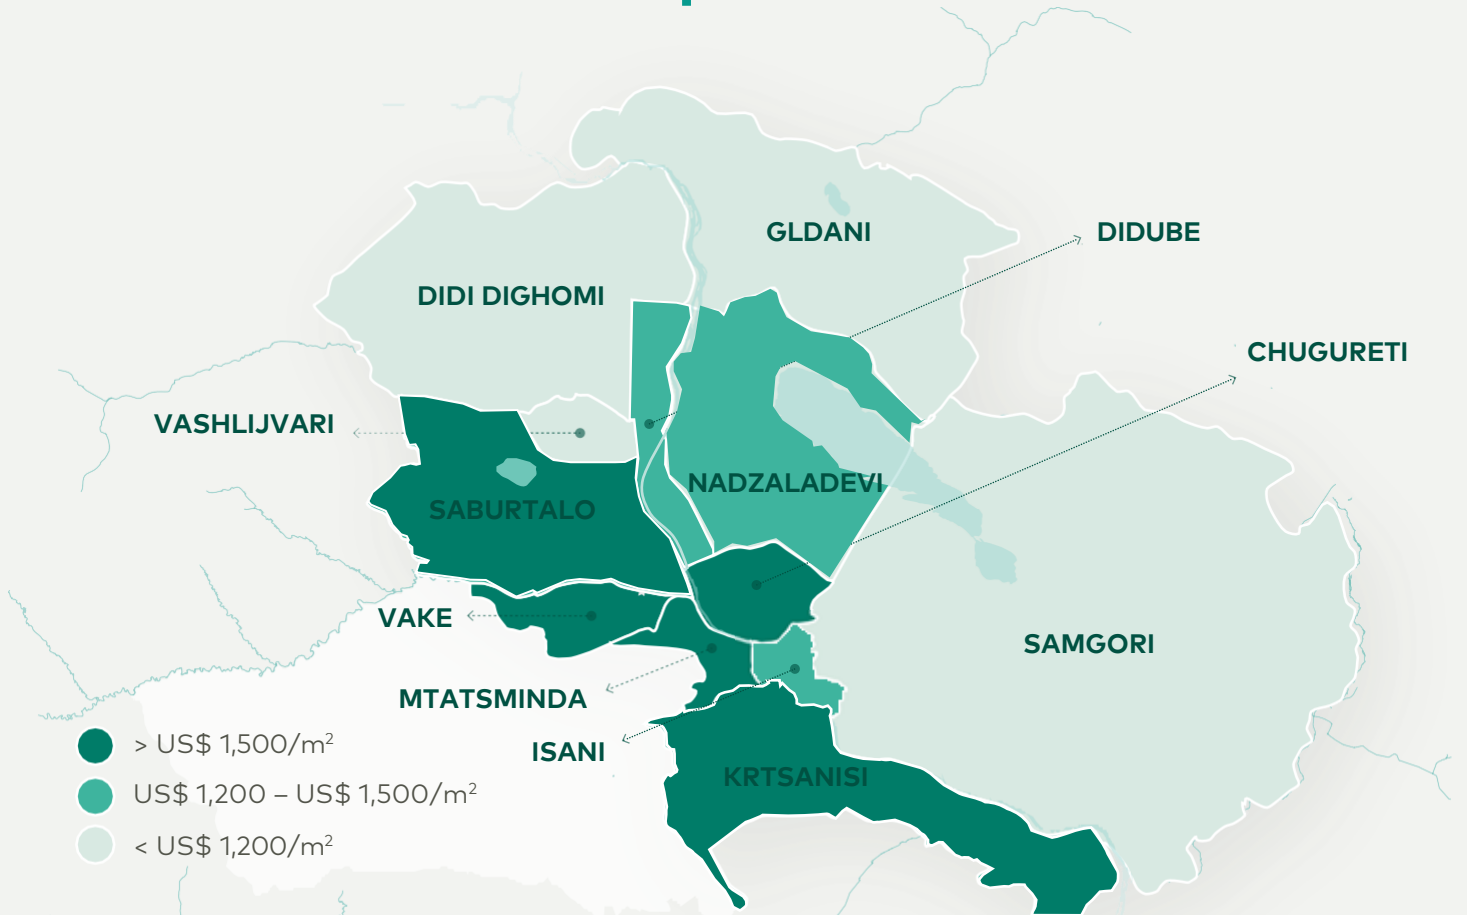 GLDANI
DIDUBE
DIDI DIGHOMI
CHUGURETI
VASHLIJVARI
NADZALADEVI
SABURTALO
VAKE
SAMGORI
MTATSMINDA
ISANI
KRTSANISI
> US$ 1,500/m²
US$ 1,200 – US$ 1,500/m²
< US$ 1,200/m²